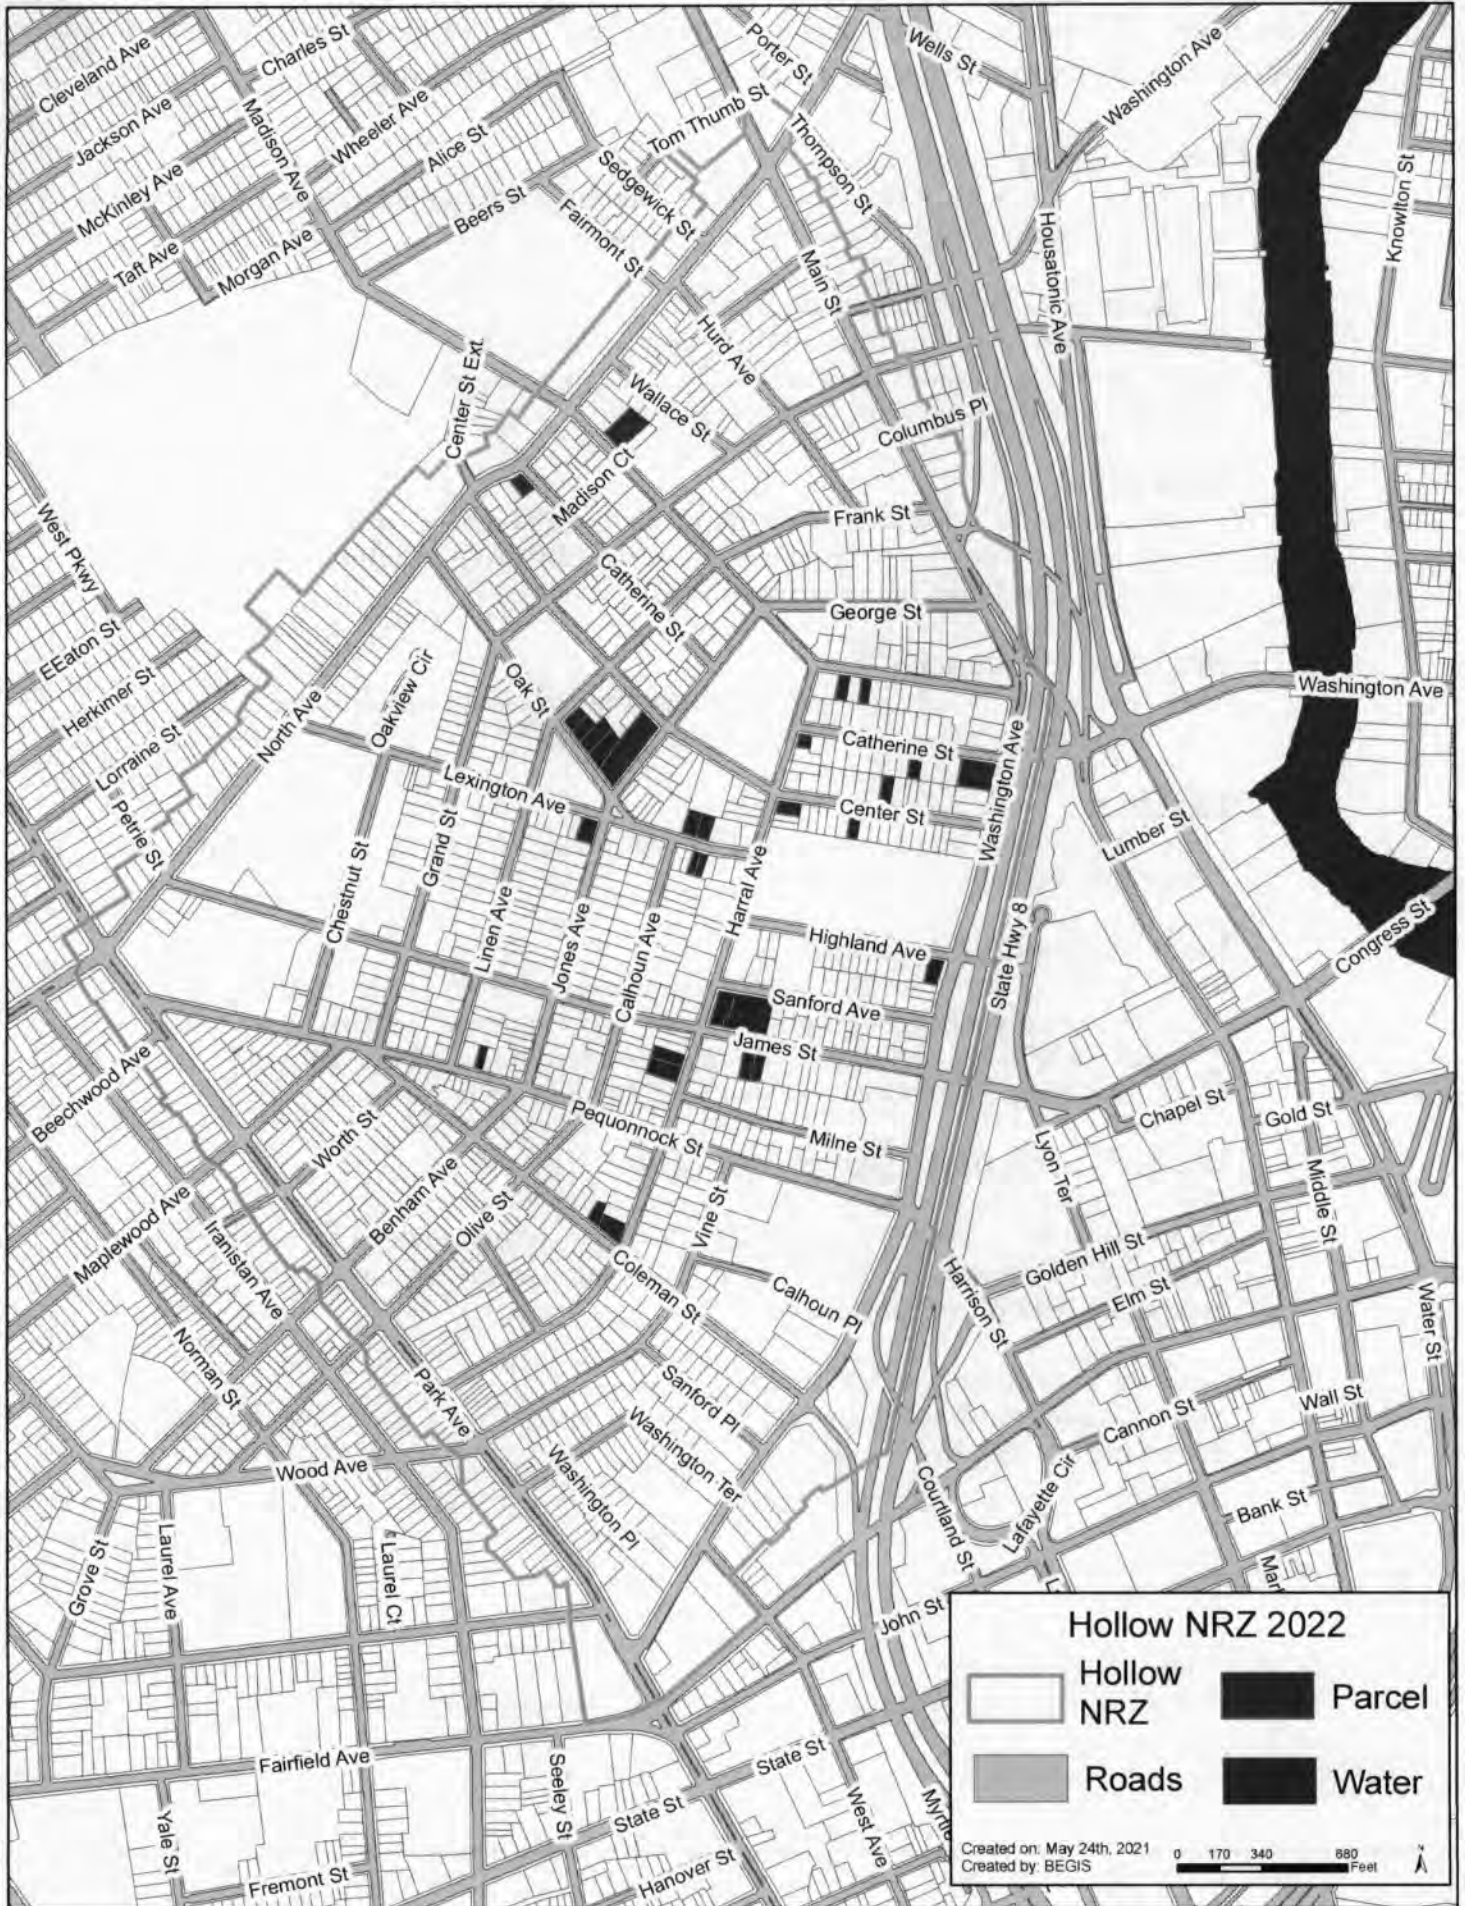 Porter St
Wells St
Charles St
Cleveland Ave
Washington Ave
Jackson Ave
Madison Ave
Wheeler Ave
Tom Thumb St
Thompson St
Alice St
McKinley Ave
Sedgewick St
Knowlton St
Beers St
Fairmont St
Taft Ave
Morgan Ave
Main St
Housatonic Ave
Hurd Ave
Center St Ext.
Wallace St
Columbus Pl
Madison Ct
West Pkwy
Frank St
Catherine St
George St
EEaton St
Herkimer St
Oakview Cir
Oak St
Washington Ave
North Ave
Lorraine St
Catherine St
Washington Ave
Lexington Ave
Center St
Petrie St
Grand St
Lumber St
Chestnut St
Harral Ave
Linen Ave
Jones Ave
Calhoun Ave
Highland Ave
State Hwy 8
Congress St
Sanford Ave
James St
Beechwood Ave
Worth St
Pequonnock St
Milne St
Chapel St
Gold St
Lyon Ter
Middle St
Maplewood Ave
Iranistan Ave
Benham Ave
Olive St
Vine St
Golden Hill St
Coleman St
Calhoun Pl
Harrison St
Elm St
Water St
Norman St
Park Ave
Sanford Pl
Cannon St
Wall St
Washington Ter
Wood Ave
Washington Pl
Courtland St
Lafayette Cir
Bank St
Grove St
Laurel Ave
Laurel Ct
Mar
L
John St
Fairfield Ave
Seeley St
State St
State St
Yale St
West Ave
Myrtle
Fremont St
Hanover St
Hollow NRZ 2022
Hollow
NRZ
Parcel
Roads
Water
Created on: May 24th, 2021
Created by: BEGIS
0 170 340 680
Feet
N